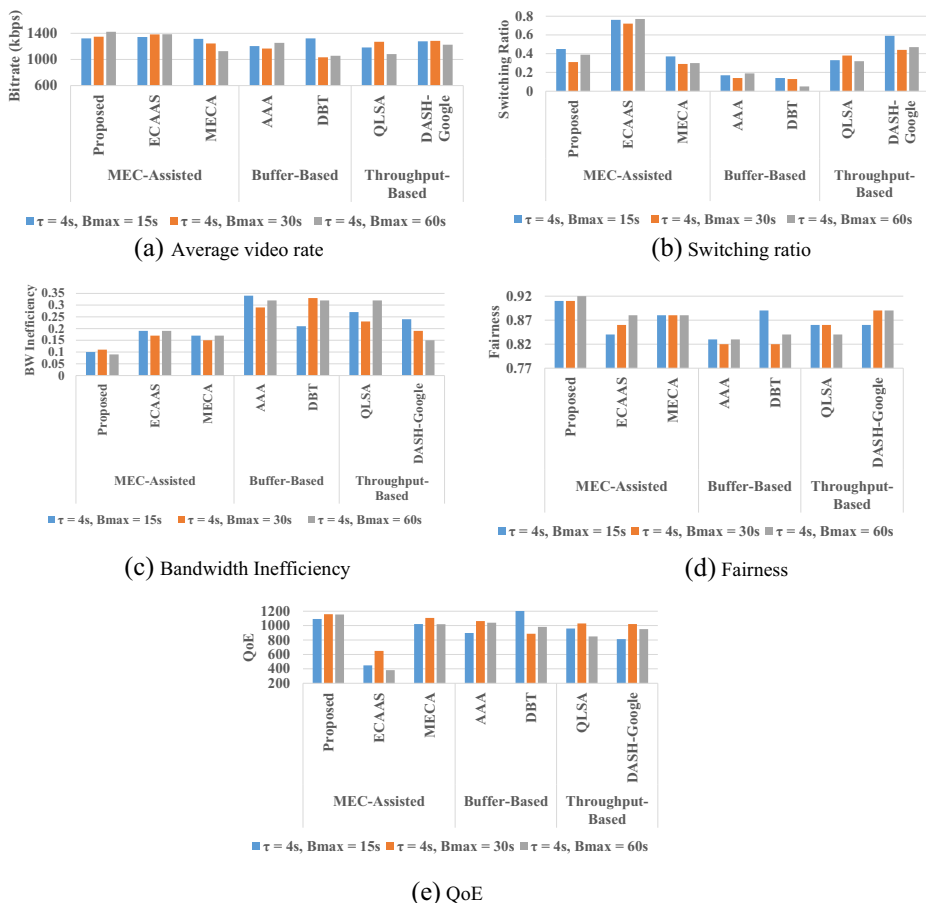 1400
1000
600
Bitrate (kbps)
Proposed
ECAAS
MECA
AAA
DBT
QLSA
DASH-
Google
MEC-Assisted
Buffer-Based
Throughput-
Based
τ = 4s, Bmax = 15s
τ = 4s, Bmax = 30s
τ = 4s, Bmax = 60s
(a) Average video rate
0.8
0.6
0.4
0.2
0
Switching Ratio
Proposed
ECAAS
MECA
AAA
DBT
QLSA
DASH-
Google
MEC-Assisted
Buffer-Based
Throughput-
Based
τ = 4s, Bmax = 15s
τ = 4s, Bmax = 30s
τ = 4s, Bmax = 60s
(b) Switching ratio
0.35
0.3
0.25
0.2
0.15
0.1
0.05
0
BW Inefficiency
Proposed
ECAAS
MECA
AAA
DBT
QLSA
DASH-Google
MEC-Assisted
Buffer-Based
Throughput-
Based
τ = 4s, Bmax = 15s
τ = 4s, Bmax = 30s
τ = 4s, Bmax = 60s
(c) Bandwidth Inefficiency
0.92
0.87
0.82
0.77
Fairness
Proposed
ECAAS
MECA
AAA
DBT
QLSA
DASH-Google
MEC-Assisted
Buffer-Based
Throughput-
Based
τ = 4s, Bmax = 15s
τ = 4s, Bmax = 30s
τ = 4s, Bmax = 60s
(d) Fairness
1200
1000
800
600
400
200
QoE
Proposed
ECAAS
MECA
AAA
DBT
QLSA
DASH-Google
MEC-Assisted
Buffer-Based
Throughput-
Based
τ = 4s, Bmax = 15s
τ = 4s, Bmax = 30s
τ = 4s, Bmax = 60s
(e) QoE